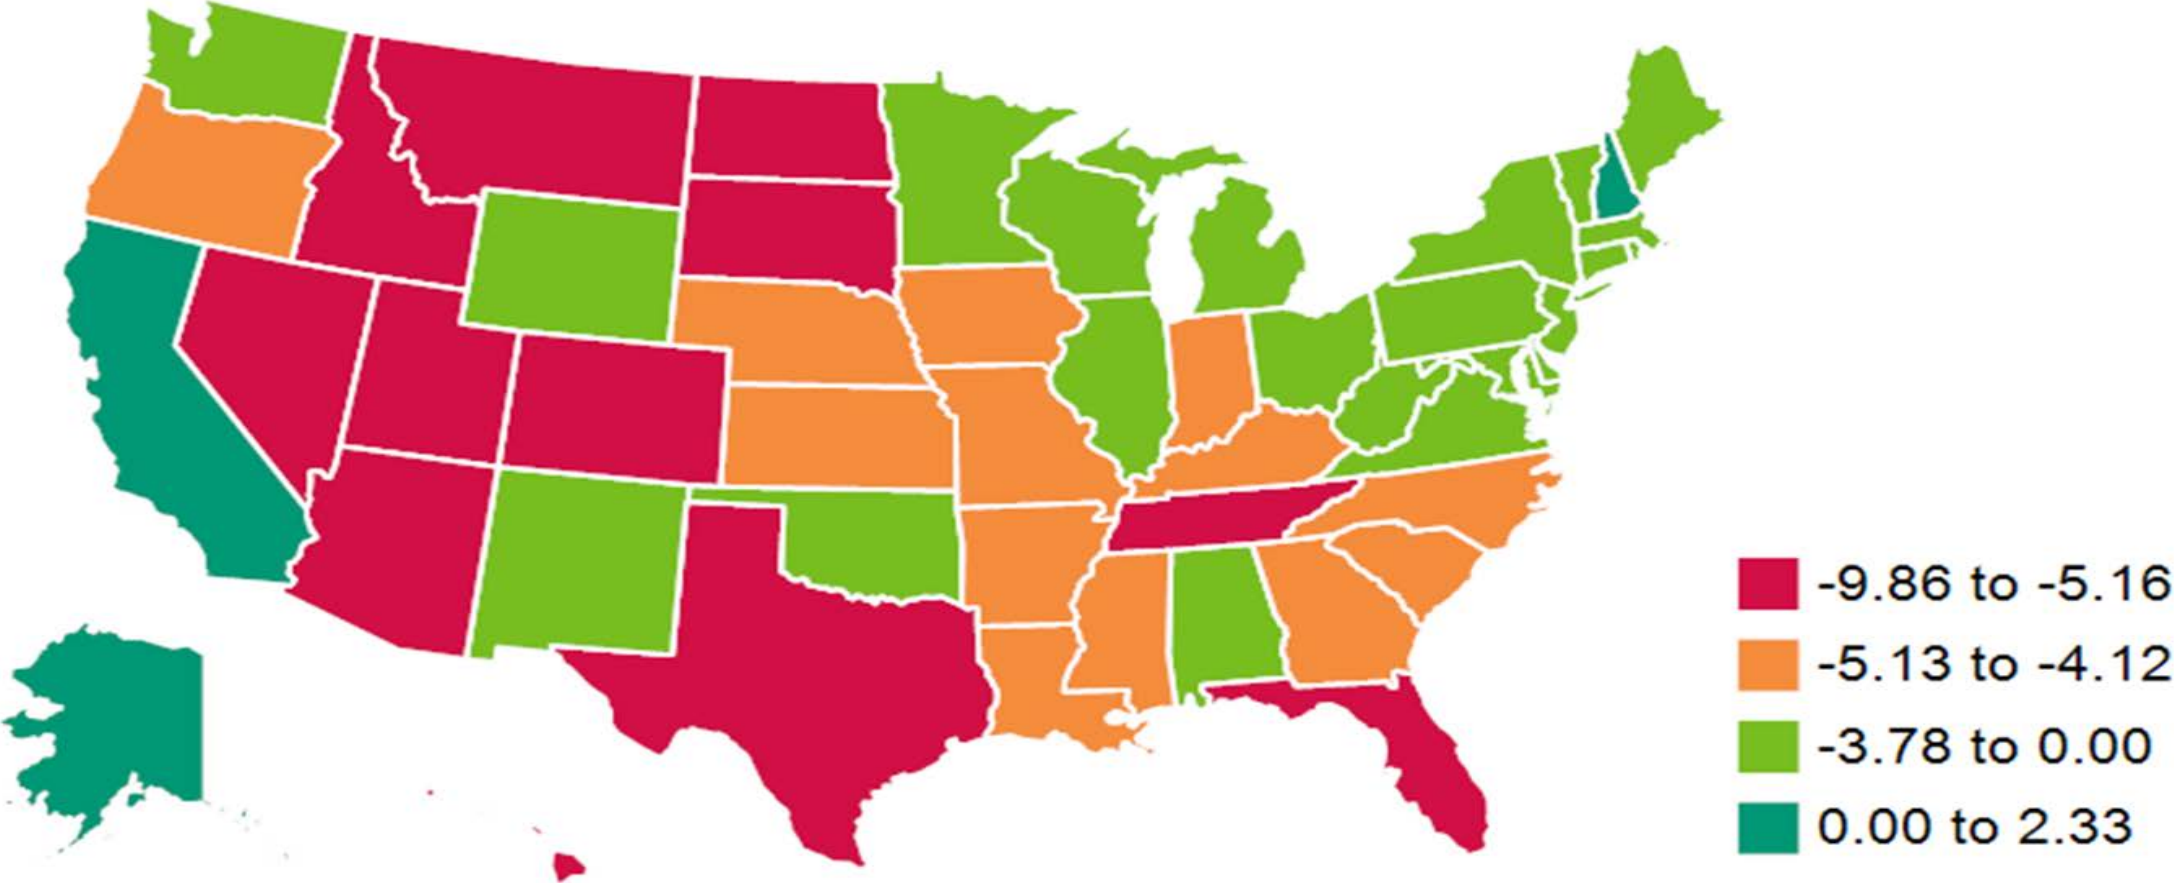 -9.86 to -5.16
-5.13 to -4.12
-3.78 to 0.00
0.00 to 2.33